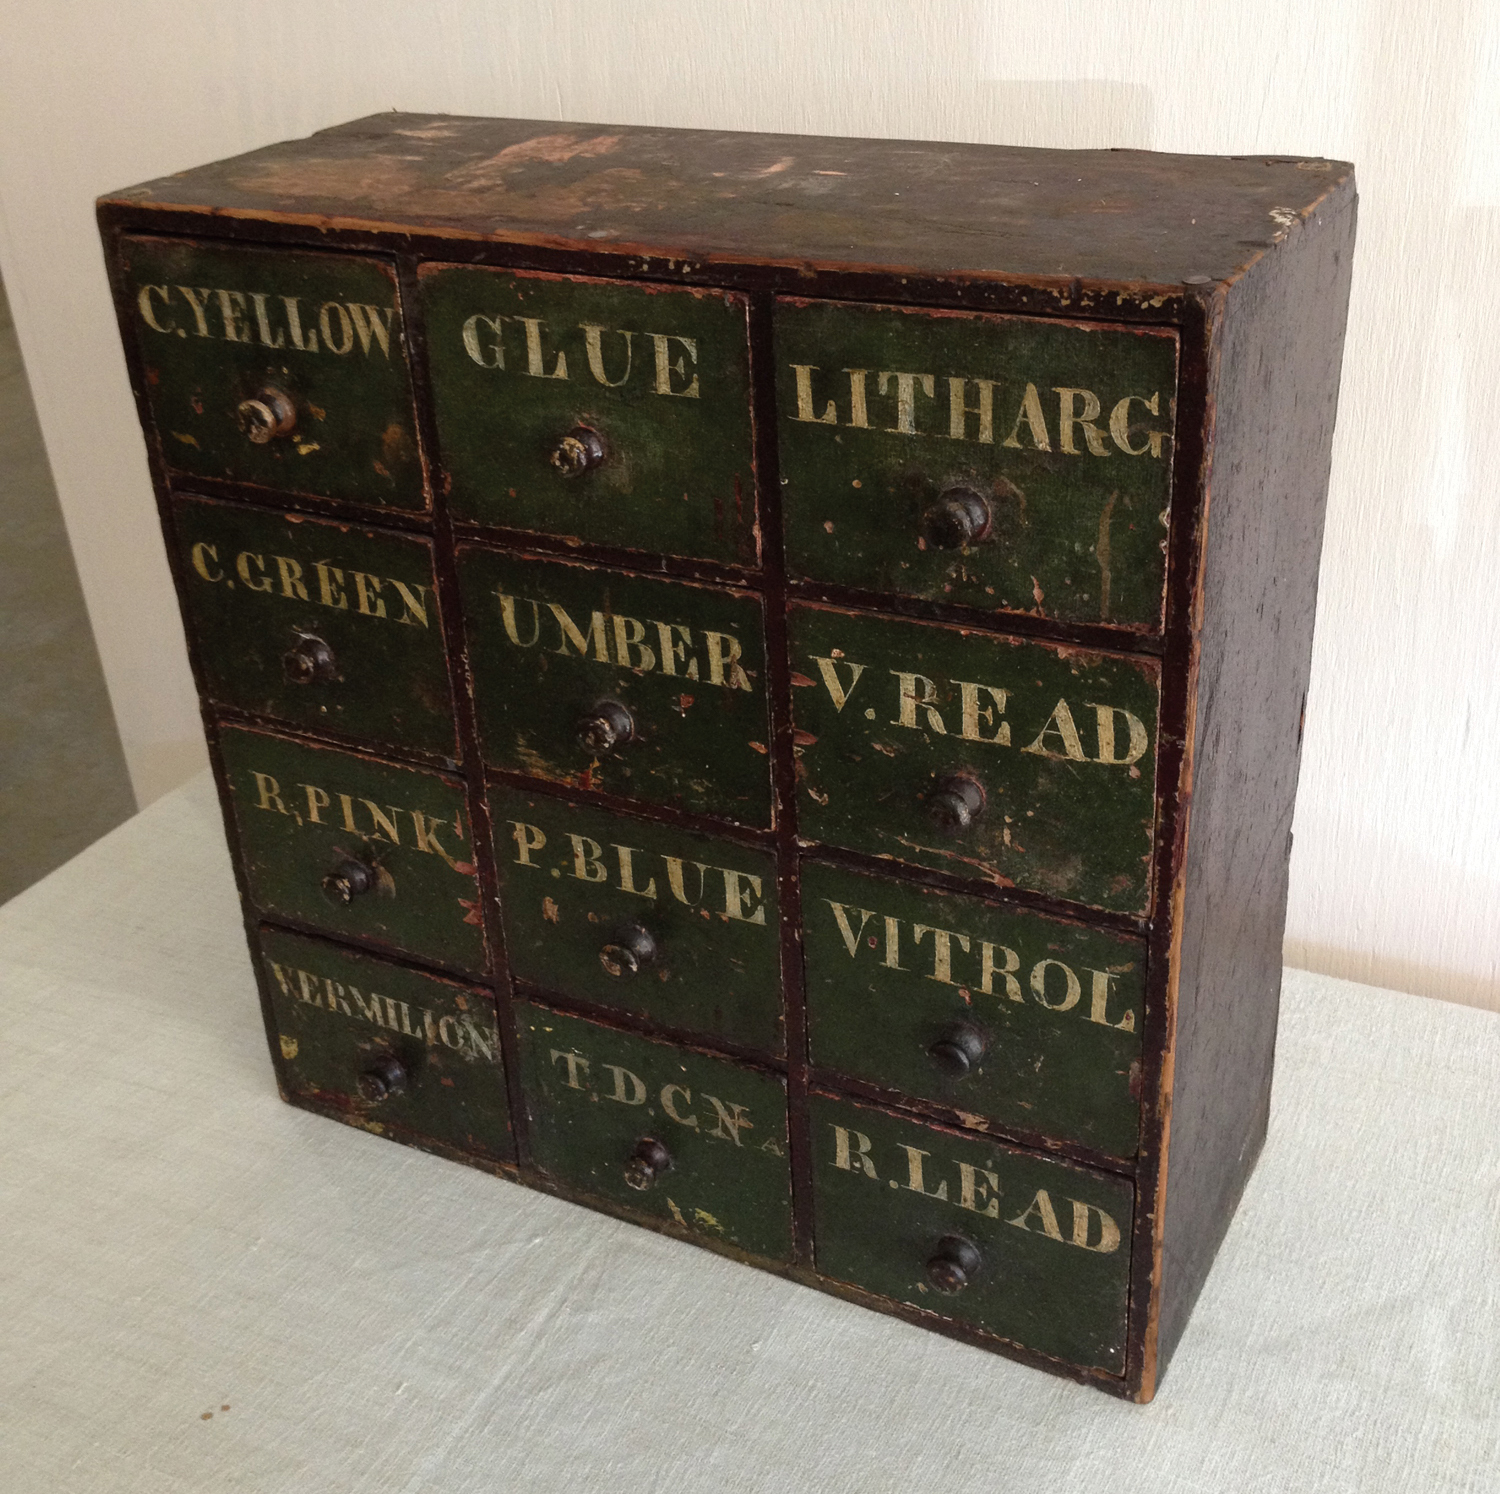 C.YELLOW
GLUE
LITHARG
C.GREEN
UMBER
V.READ
R.PINK
P.BLUE
VITROL
VERMILION
T.D.C.N A
R.LEAD